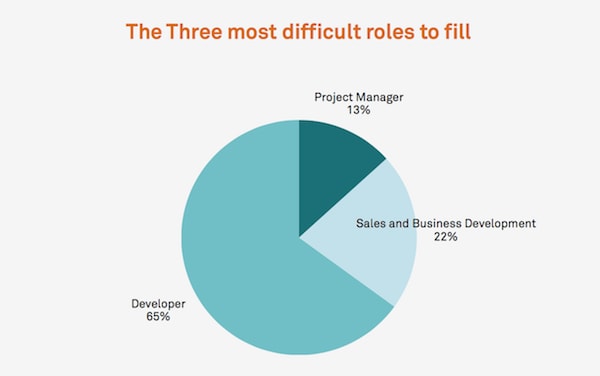 The Three most difficult roles to fill
Project Manager
13%
Sales and Business Development
22%
Developer
65%